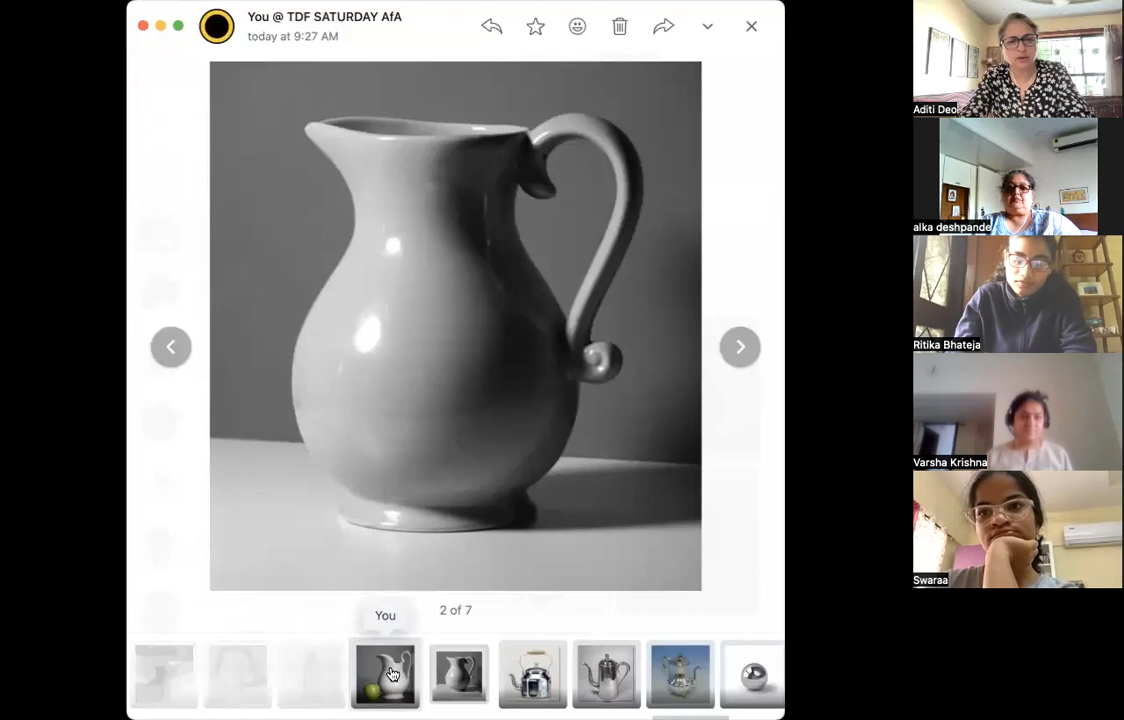 You @ TDF SATURDAY AfA
today at 9:27 AM
You
2 of 7
Aditi Deo
alka deshpande
Ritika Bhateja
Varsha Krishna
Swaraa